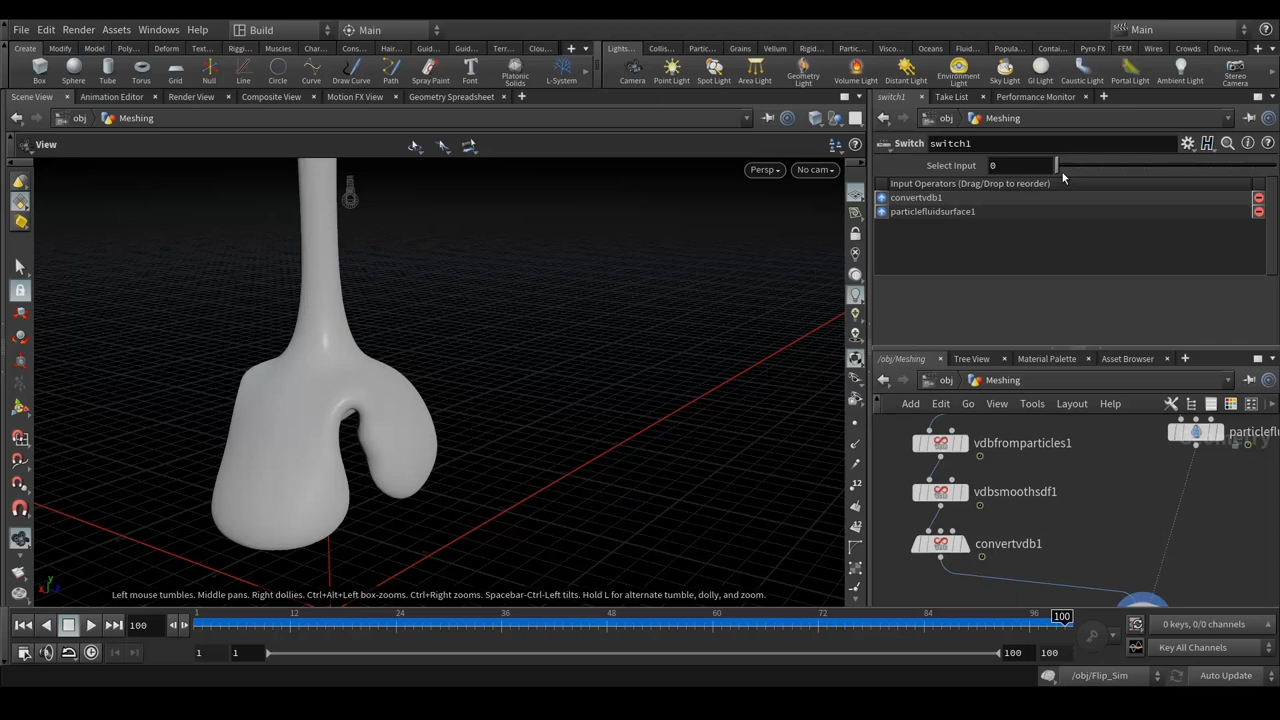 File Edit Render Assets Windows Help Build Main Main
Create Modify Model Poly... Deform Text... Riggi... Muscles Char... Cons... Hair... Guid... Guid... Terr... Clou... Lights... Collis... Partic... Grains Vellum Rigid... Partic... Viscous... Oceans Fluid... Popula... Contai... Pyro FX FEM Wires Crowds Drive...
Box Sphere Tube Torus Grid Null Line Circle Curve Draw Curve Path Spray Paint Font Platonic Solids L-System Camera Point Light Spot Light Area Light Geometry Light Volume Light Distant Light Environment Light Sky Light GI Light Caustic Light Portal Light Ambient Light Stereo Camera
Scene View Animation Editor Render View Composite View Motion FX View Geometry Spreadsheet switch1 Take List Performance Monitor
obj Meshing obj Meshing
View Switch switch1
Persp No cam Select Input 0
Input Operators (Drag/Drop to reorder)
convertvdb1
particlefluidsurface1
/obj/Meshing Tree View Material Palette Asset Browser
obj Meshing
Add Edit Go View Tools Layout Help
particleflu
vdbfromparticles1
vdbsmoothsdf1
convertvdb1
Left mouse tumbles. Middle pans. Right dollies. Ctrl+Alt+Left box-zooms. Ctrl+Right zooms. Spacebar-Ctrl-Left tilts. Hold L for alternate tumble, dolly, and zoom.
100 1 12 24 36 48 60 72 84 96 100 0 keys, 0/0 channels
1 1 100 100 Key All Channels
/obj/Flip_Sim Auto Update